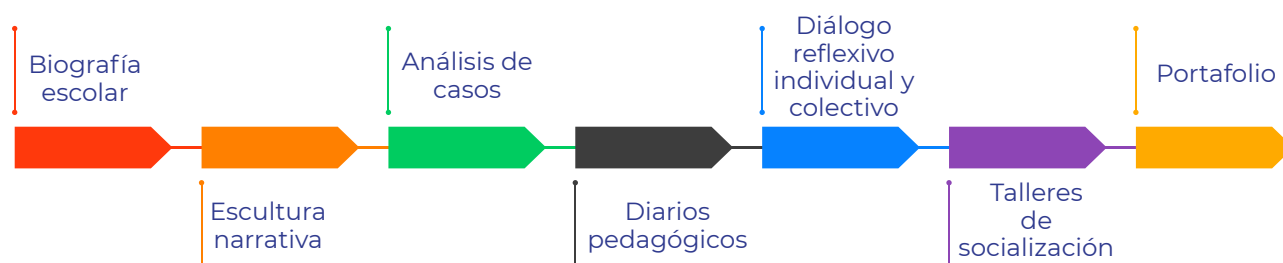 Biografía
escolar
Escultura
narrativa
Análisis de
casos
Diarios
pedagógicos
Diálogo
reflexivo
individual y
colectivo
Talleres
de
socialización
Portafolio